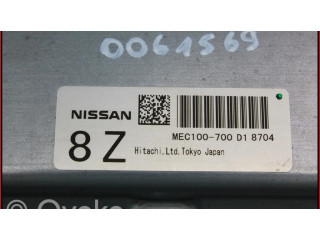 0061569
NISSAN
MEC100-700 D1 8704
8 Z
Hitachi,Ltd.Tokyo Japan
© Ovoko